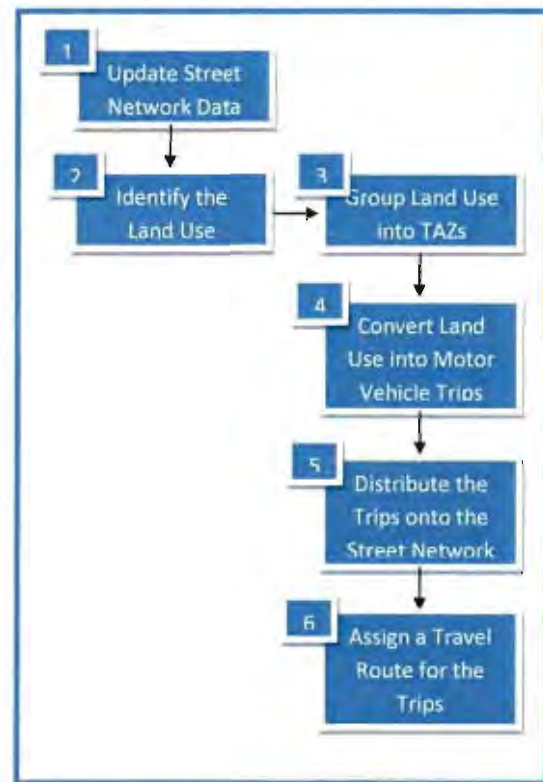 1
Update Street
Network Data
2
Identify the
Land Use
3
Group Land Use
into TAZs
4
Convert Land
Use into Motor
Vehicle Trips
5
Distribute the
Trips onto the
Street Network
6
Assign a Travel
Route for the
Trips